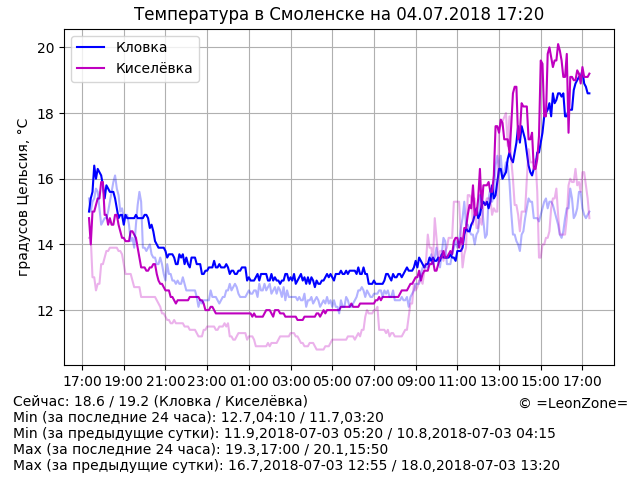 Температура в Смоленске на 04.07.2018 17:20
Кловка
Киселёвка
градусов Цельсия, °C
20
18
16
14
12
17:00 19:00 21:00 23:00 01:00 03:00 05:00 07:00 09:00 11:00 13:00 15:00 17:00
Сейчас: 18.6 / 19.2 (Кловка / Киселёвка)
© =LeonZone=
Min (за последние 24 часа): 12.7,04:10 / 11.7,03:20
Min (за предыдущие сутки): 11.9,2018-07-03 05:20 / 10.8,2018-07-03 04:15
Max (за последние 24 часа): 19.3,17:00 / 20.1,15:50
Max (за предыдущие сутки): 16.7,2018-07-03 12:55 / 18.0,2018-07-03 13:20